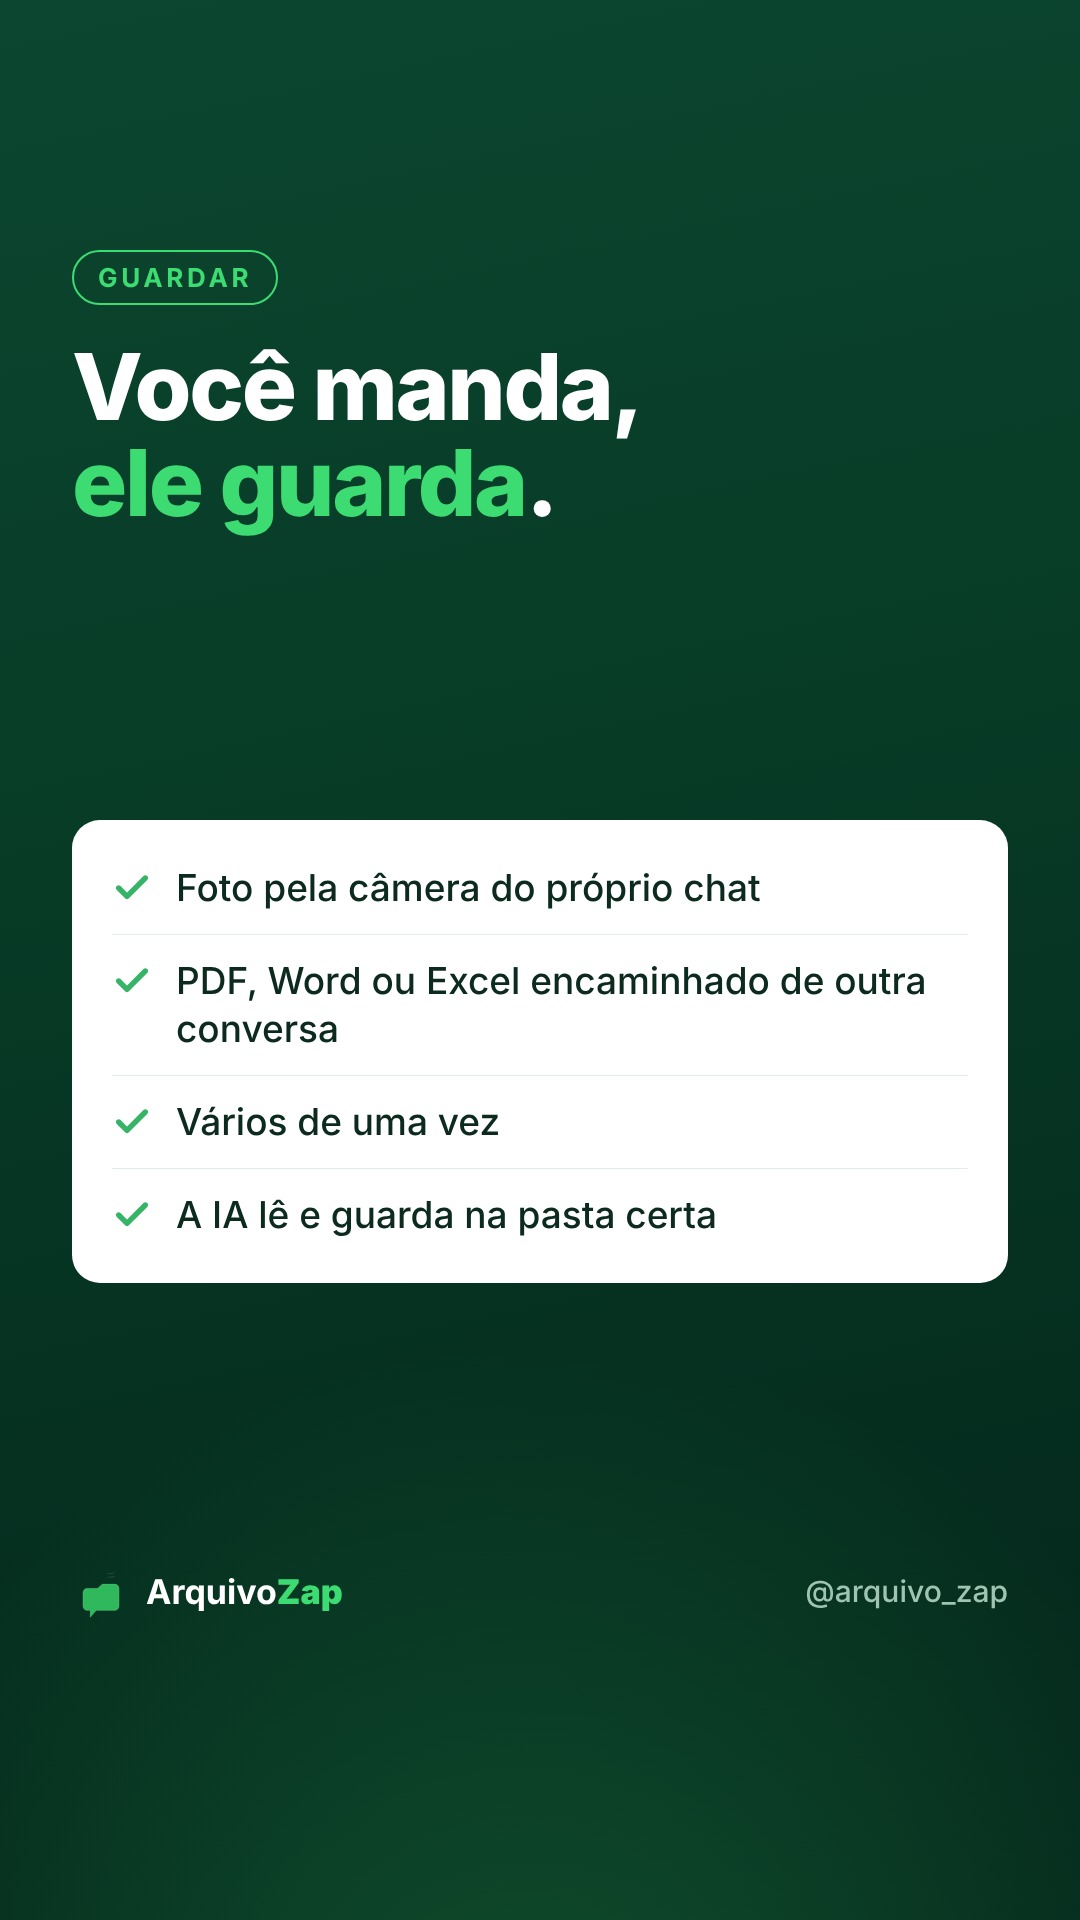 GUARDAR
Você manda,
ele guarda.
Foto pela câmera do próprio chat
PDF, Word ou Excel encaminhado de outra
conversa
Vários de uma vez
A IA lê e guarda na pasta certa
ArquivoZap
@arquivo_zap